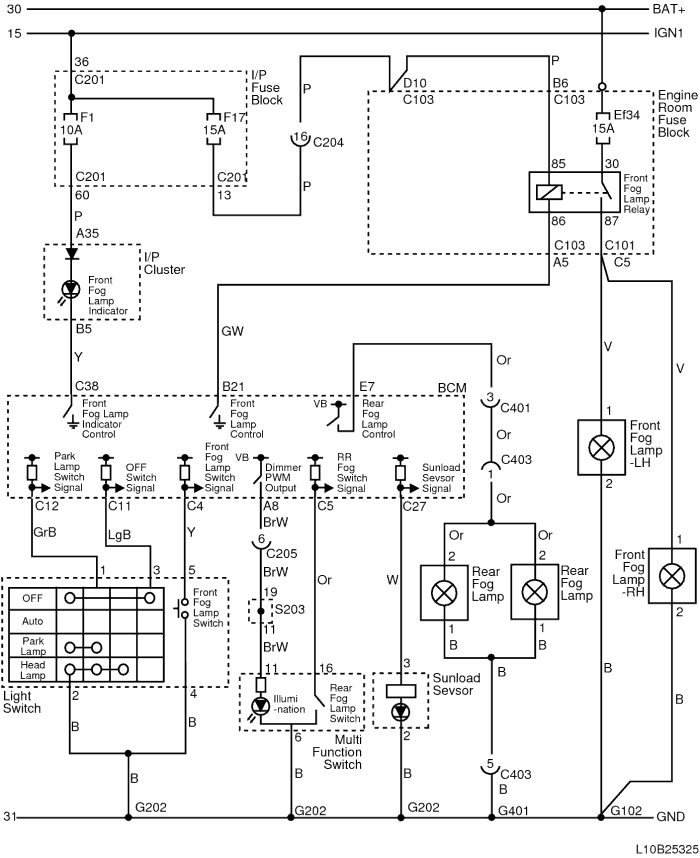 30 BAT+
15 IGN1
36
C201
I/P
Fuse
Block
F1
10A
F17
15A
C201
60
C201
13
P
16
C204
P
P
D10
C103
P
B6
C103
Engine
Room
Fuse
Block
Ef34
15A
85
30
Front
Fog
Lamp
Relay
86
87
C103
A5
C101
C5
P
A35
I/P
Cluster
Front
Fog
Lamp
Indicator
B5
Y
GW
C38
B21
E7
BCM
Front
Fog Lamp
Indicator
Control
Front
Fog
Lamp
Control
VB
Rear
Fog
Lamp
Control
Park
Lamp
Switch
Signal
OFF
Switch
Signal
Front
Fog
Lamp
Switch
Signal
VB
Dimmer
PWM
Output
RR
Fog
Switch
Signal
Sunload
Sevsor
Signal
C12
C11
C4
A8
C5
C27
Or
3
C401
Or
C403
1
Or
V
V
1
Front
Fog
Lamp
-LH
2
GrB
LgB
Y
BrW
6
C205
BrW
19
S203
11
BrW
Or
W
Or
2
Rear
Fog
Lamp
1
B
Or
2
Rear
Fog
Lamp
1
B
1
Front
Fog
Lamp
-RH
2
1
3
5
OFF
Auto
Park
Lamp
Head
Lamp
Front
Fog
Lamp
Switch
2
4
Light
Switch
B
B
B
G202
11
16
Illumi
-nation
Rear
Fog
Lamp
Switch
6
Multi
Function
Switch
B
G202
3
Sunload
Sevsor
2
B
G202
B
5
C403
B
G401
B
B
G102
31 GND
L10B25325